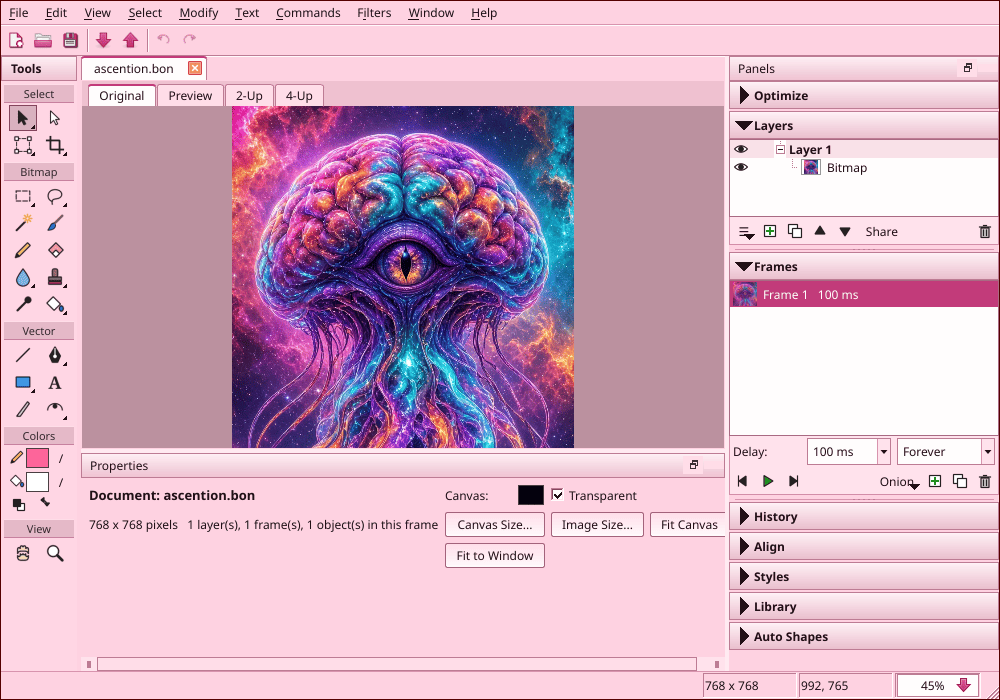 File Edit View Select Modify Text Commands Filters Window Help
Tools
ascention.bon
Panels
Select
Original Preview 2-Up 4-Up
Optimize
Layers
Layer 1
Bitmap
Bitmap
Share
Frames
Frame 1 100 ms
Vector
A
Colors
Delay: 100 ms Forever
Properties
Onion
Document: ascention.bon
Canvas: Transparent
768 x 768 pixels 1 layer(s), 1 frame(s), 1 object(s) in this frame
Canvas Size... Image Size... Fit Canvas
Fit to Window
View
History
Align
Styles
Library
Auto Shapes
768 x 768 992, 765 45%